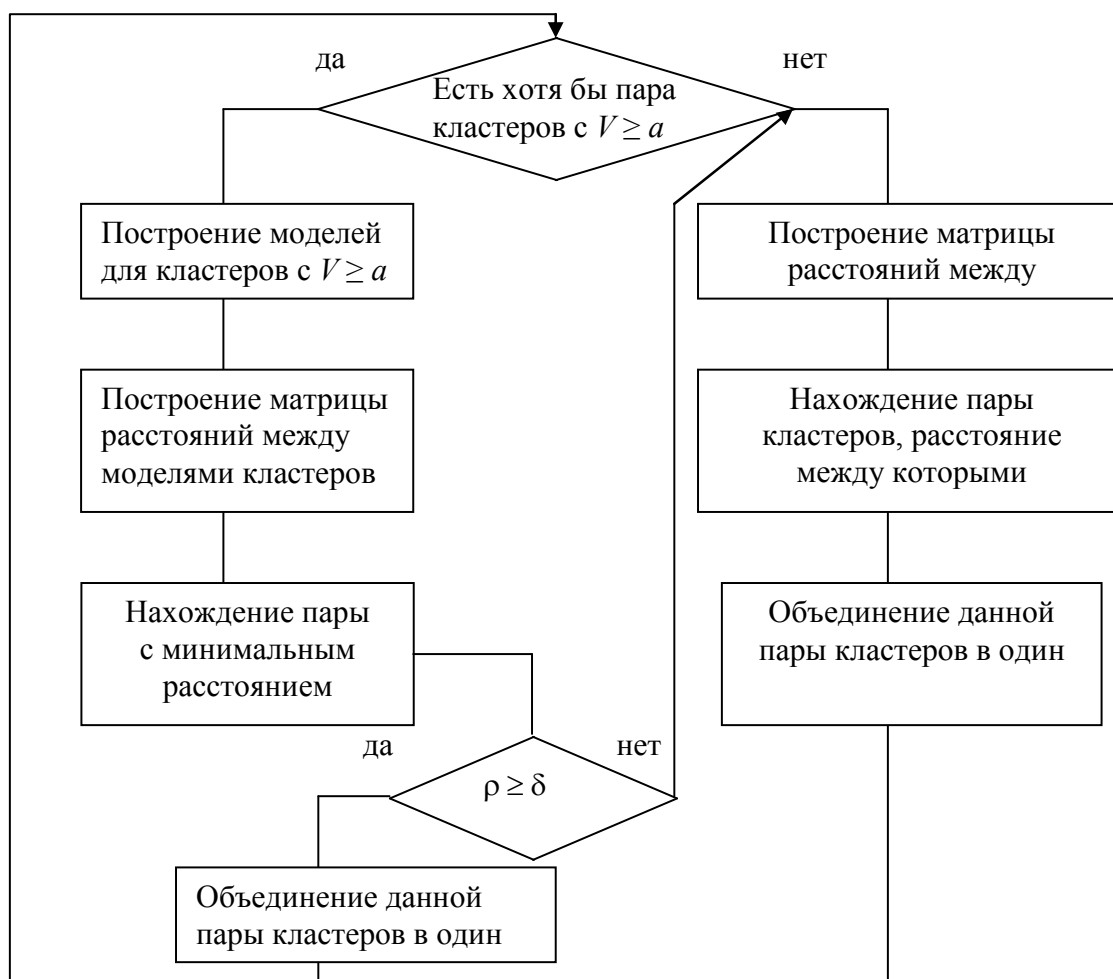 да
нет
Есть хотя бы пара
кластеров с V ≥ a
Построение моделей
для кластеров с V ≥ a
Построение матрицы
расстояний между
моделями кластеров
Нахождение пары
с минимальным
расстоянием
да
нет
ρ ≥ δ
Объединение данной
пары кластеров в один
Построение матрицы
расстояний между
Нахождение пары
кластеров, расстояние
между которыми
Объединение данной
пары кластеров в один